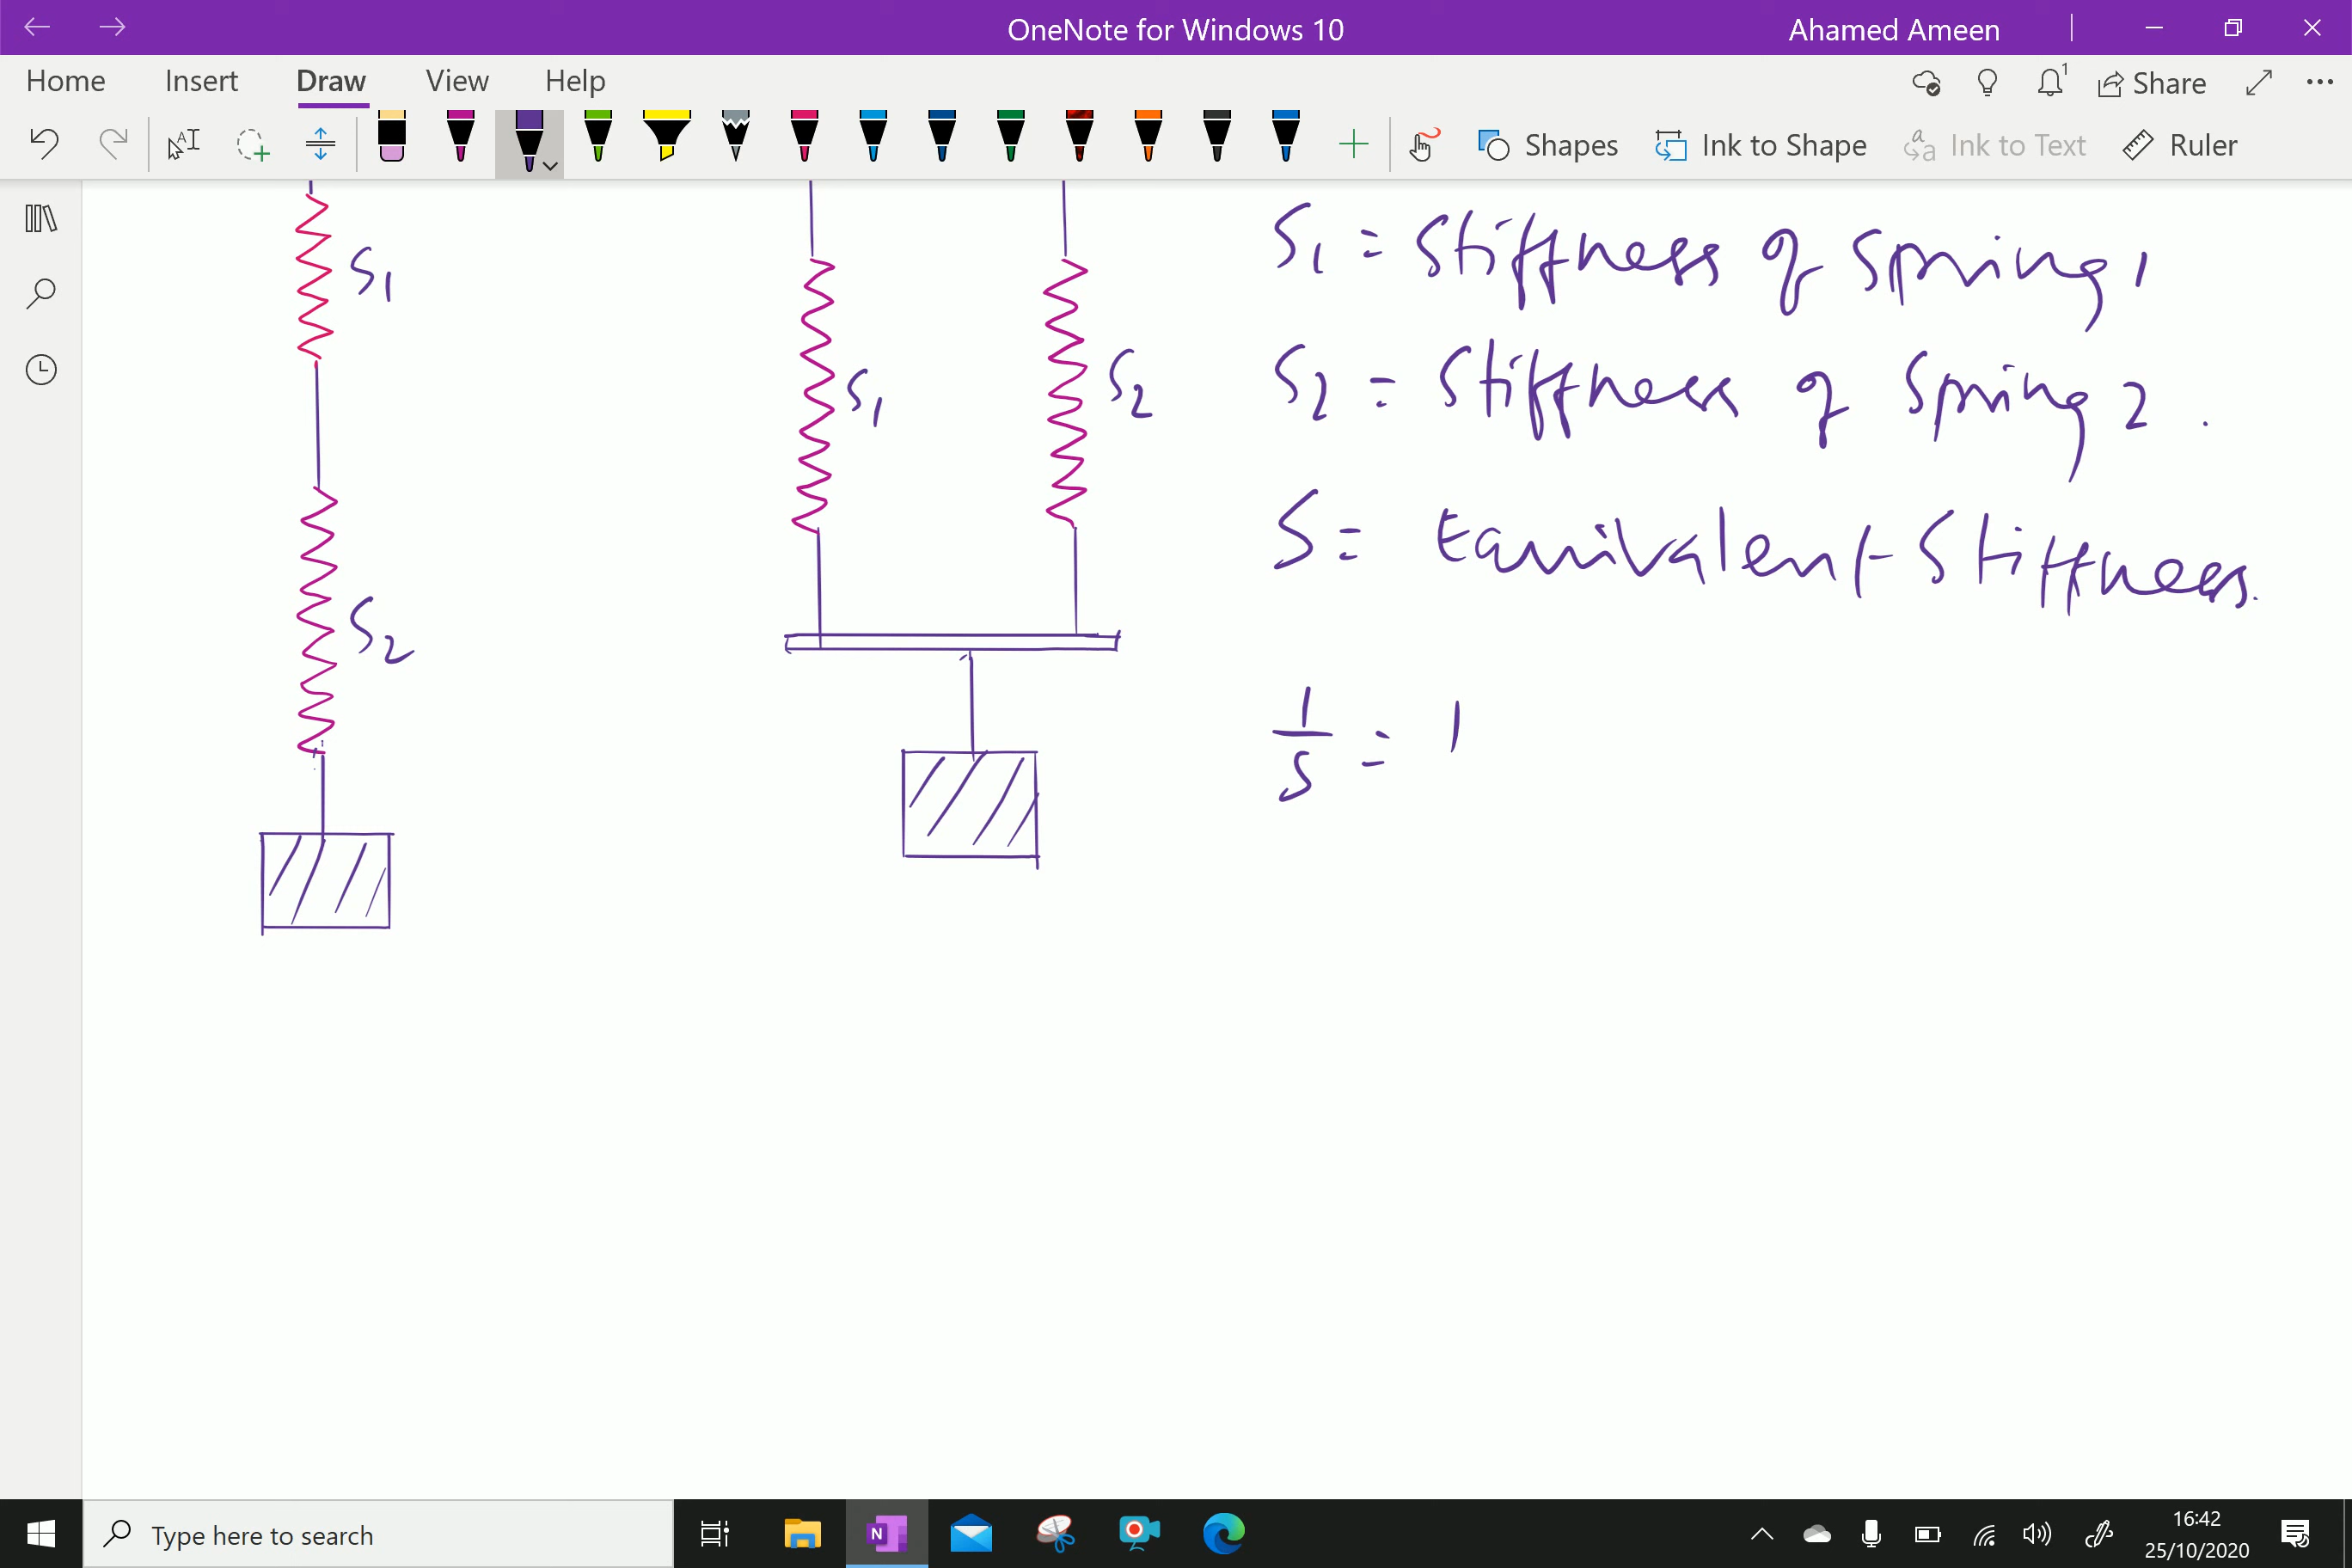 OneNote for Windows 10
Ahamed Ameen
Home Insert Draw View Help
1 Share
Shapes Ink to Shape Ink to Text Ruler
S1 = Stiffness of Spring 1
S1
S1 S2 S2 = Stiffness of Spring 2 .
S = Equivalent Stiffness.
S2
1/S = 1
Type here to search
N
16:42
25/10/2020